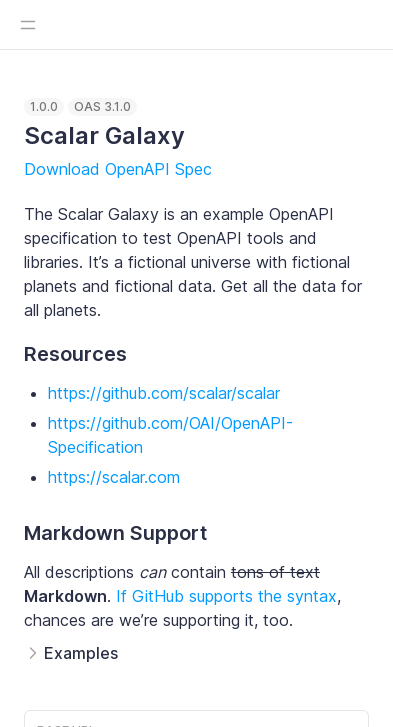 1.0.0 OAS 3.1.0
Scalar Galaxy
Download OpenAPI Spec
The Scalar Galaxy is an example OpenAPI
specification to test OpenAPI tools and
libraries. It’s a fictional universe with fictional
planets and fictional data. Get all the data for
all planets.
Resources
https://github.com/scalar/scalar
https://github.com/OAI/OpenAPI-
Specification
https://scalar.com
Markdown Support
All descriptions can contain tons of text
Markdown. If GitHub supports the syntax,
chances are we’re supporting it, too.
Examples